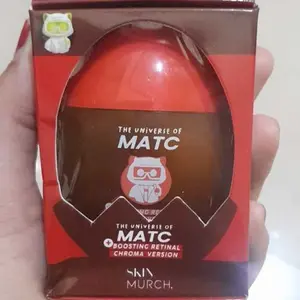 THE UNIVERSE OF
MATC
THE UNIVERSE OF
MATC
+BOOSTING RETINAL
CHROMA VERSION
SKIN
MURCH.